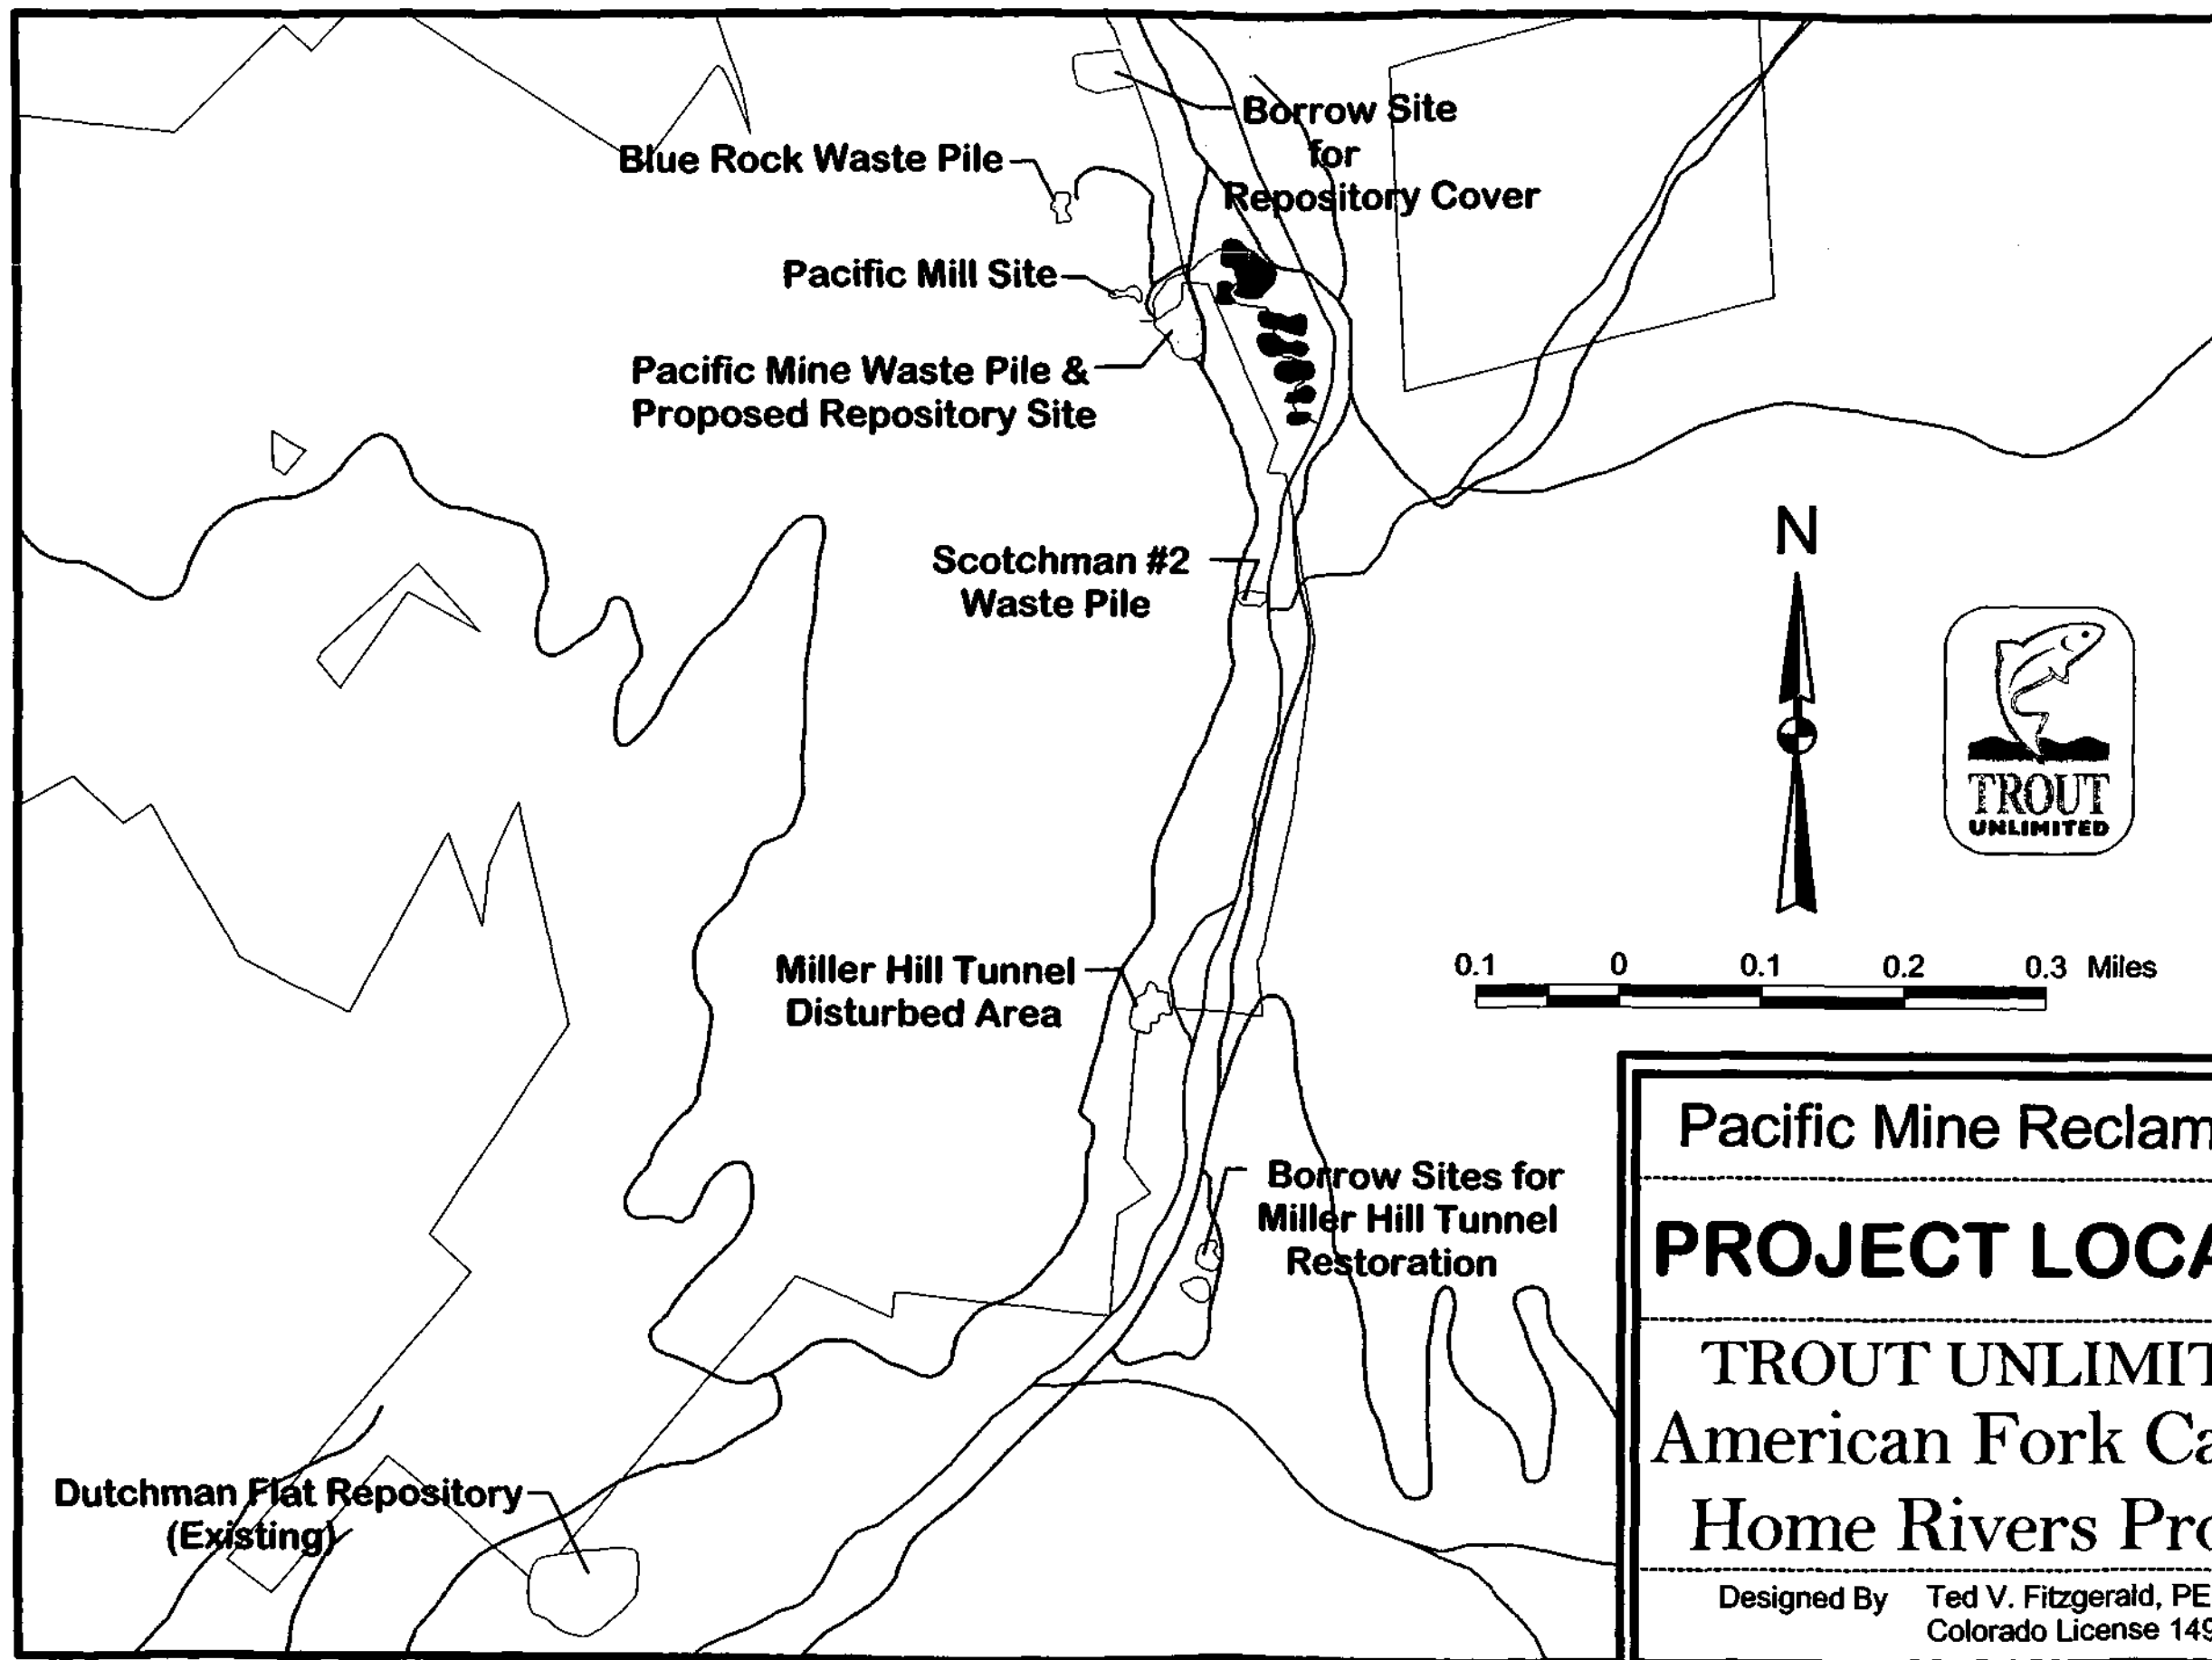 Borrow Site
for
Repository Cover
Blue Rock Waste Pile
Pacific Mill Site
Pacific Mine Waste Pile &
Proposed Repository Site
Scotchman #2
Waste Pile
N
TROUT
UNLIMITED
Miller Hill Tunnel
Disturbed Area
0.1 0 0.1 0.2 0.3 Miles
Borrow Sites for
Miller Hill Tunnel
Restoration
Dutchman Flat Repository
(Existing)
Pacific Mine Reclam
PROJECT LOCA
TROUT UNLIMIT
American Fork Ca
Home Rivers Pro
Designed By Ted V. Fitzgerald, PE
Colorado License 149